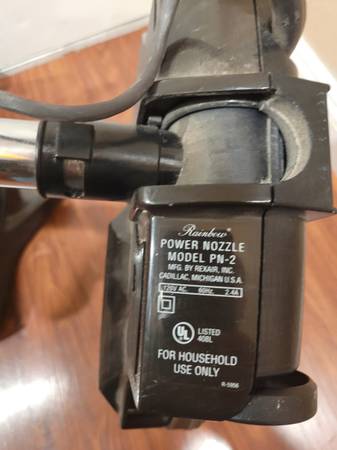 Rainbow®
POWER NOZZLE
MODEL PN-2
MFG. BY REXAIR, INC.
CADILLAC, MICHIGAN U.S.A.
120V AC. 60Hz. 2.4A
UL® LISTED
408L
FOR HOUSEHOLD
USE ONLY
R-5956